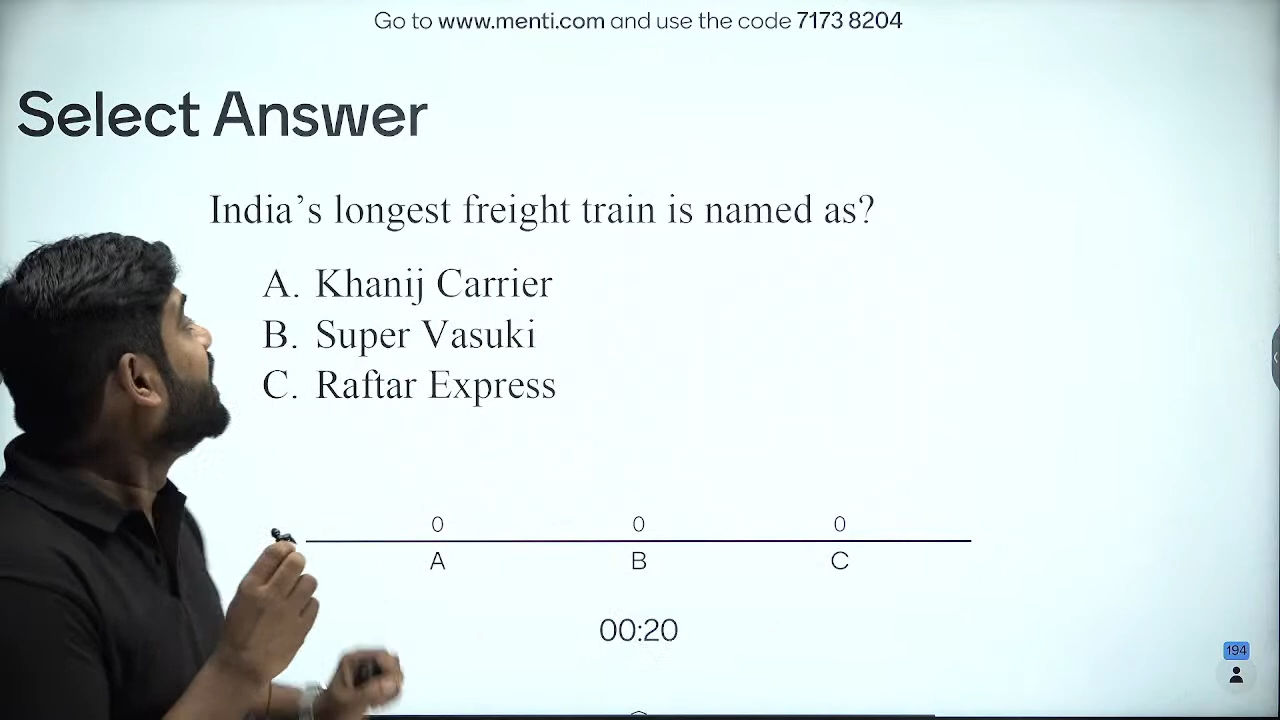 Go to www.menti.com and use the code 7173 8204
Select Answer
India’s longest freight train is named as?
A. Khanij Carrier
B. Super Vasuki
C. Raftar Express
0 0 0
A B C
00:20
194